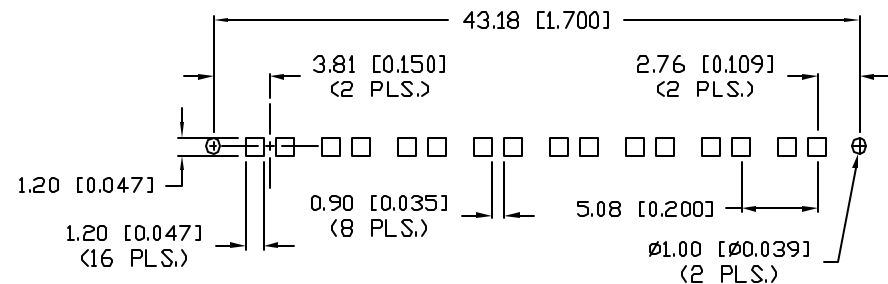 43.18 [1.700]
3.81 [0.150]
(2 PLS.)
2.76 [0.109]
(2 PLS.)
1.20 [0.047]
0.90 [0.035]
(8 PLS.)
5.08 [0.200]
1.20 [0.047]
(16 PLS.)
ø1.00 [ø0.039]
(2 PLS.)